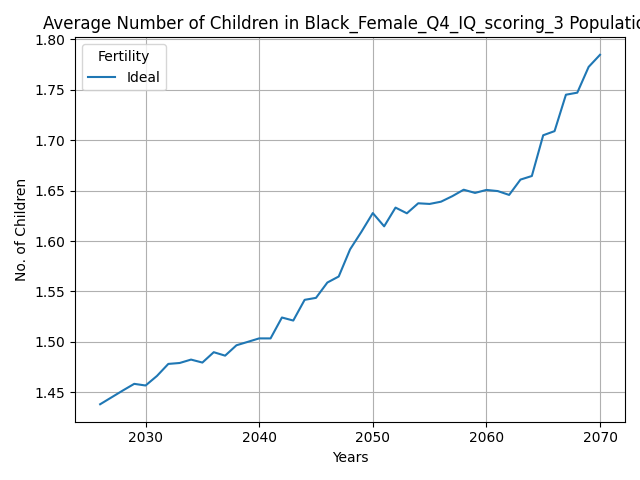 Average Number of Children in Black_Female_Q4_IQ_scoring_3 Populatio
Fertility
Ideal
1.80
1.75
1.70
1.65
1.60
1.55
1.50
1.45
No. of Children
2030 2040 2050 2060 2070
Years